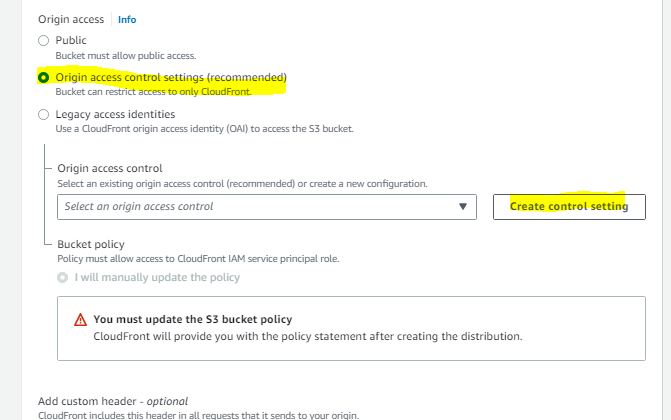 Origin access Info
Public
Bucket must allow public access.
Origin access control settings (recommended)
Bucket can restrict access to only CloudFront.
Legacy access identities
Use a CloudFront origin access identity (OAI) to access the S3 bucket.
Origin access control
Select an existing origin access control (recommended) or create a new configuration.
Select an origin access control
Create control setting
Bucket policy
Policy must allow access to CloudFront IAM service principal role.
I will manually update the policy
You must update the S3 bucket policy
CloudFront will provide you with the policy statement after creating the distribution.
Add custom header - optional
CloudFront includes this header in all requests that it sends to your origin.